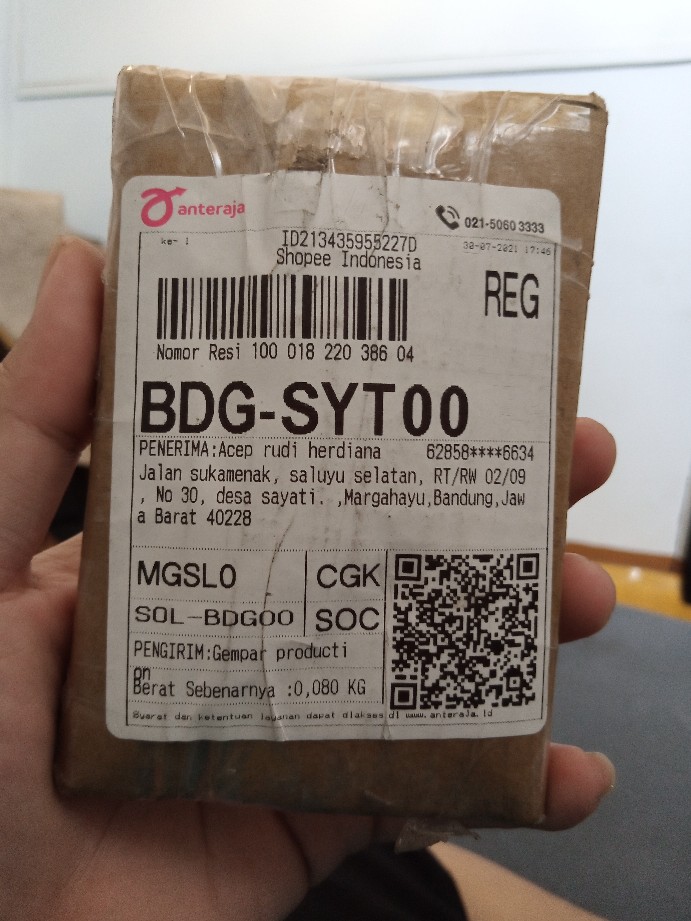 anteraja
021-5060 3333
ke- 1
ID213435955227D
30-07-2021 17:46
Shopee Indonesia
REG
Nomor Resi 100 018 220 386 04
BDG-SYT00
PENERIMA:Acep rudi herdiana 62858****6634
Jalan sukamenak, saluyu selatan, RT/RW 02/09
, No 30, desa sayati. ,Margahayu,Bandung,Jaw
a Barat 40228
MGSL0 CGK
SOL-BDG00 SOC
PENGIRIM:Gempar producti
on
Berat Sebenarnya :0,080 KG
Syarat dan ketentuan layanan dapat diakses di www.anteraja.id